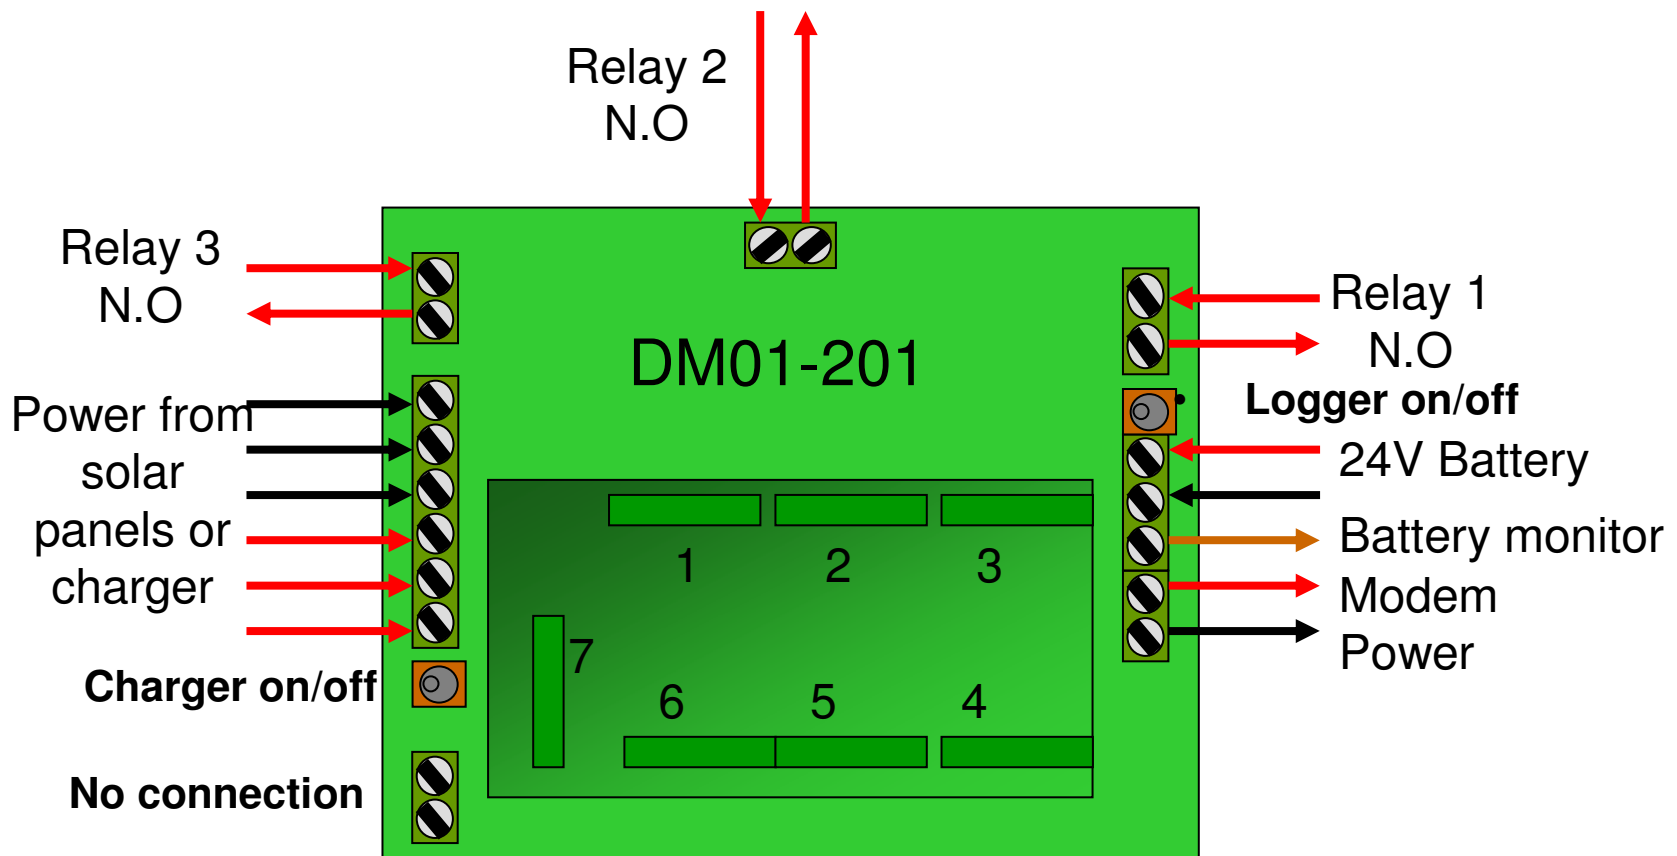 Relay 2
N.O
Relay 3
N.O
Relay 1
N.O
DM01-201
Power from
solar
panels or
charger
Logger on/off
24V Battery
Battery monitor
Modem
Power
1
2
3
7
6
5
4
Charger on/off
No connection